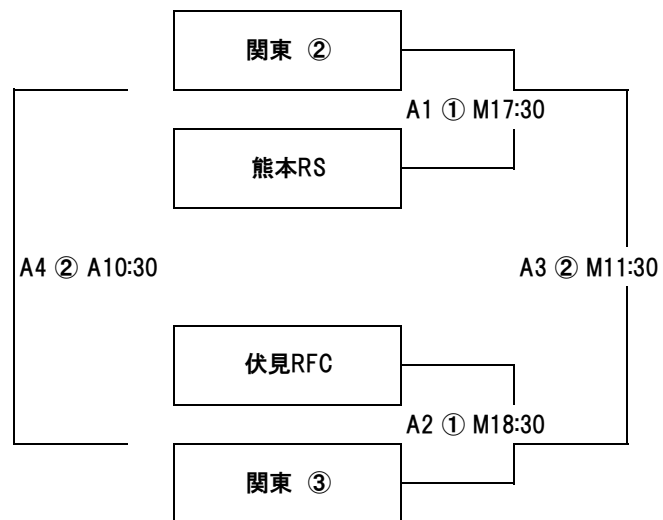 関東 ②
A1 ① M17:30
熊本RS
A4 ② A10:30
A3 ② M11:30
伏見RFC
A2 ① M18:30
関東 ③